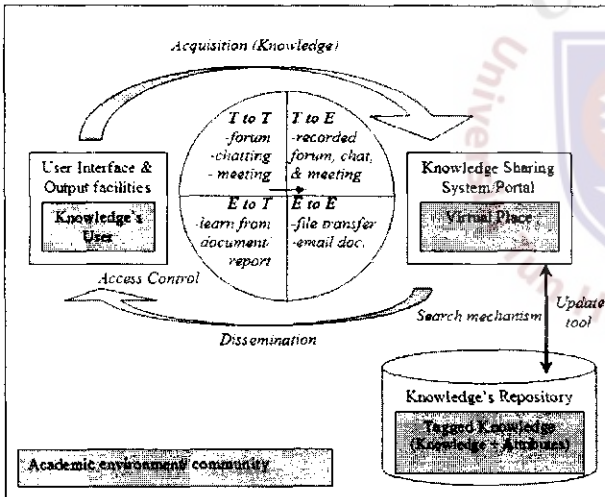 Acquisition (Knowledge)
T to T
-forum
-chatting
- meeting
T to E
-recorded
forum, chat,
& meeting
E to T
-learn from
document/
report
E to E
-file transfer
-email doc.
User Interface &
Output facilities
Knowledge's
User
Knowledge Sharing
System/Portal
Virtual Place
Access Control
Dissemination
Search mechanism
Update
tool
Knowledge's Repository
Tagged Knowledge
(Knowledge + Attributes)
Academic environment/ community